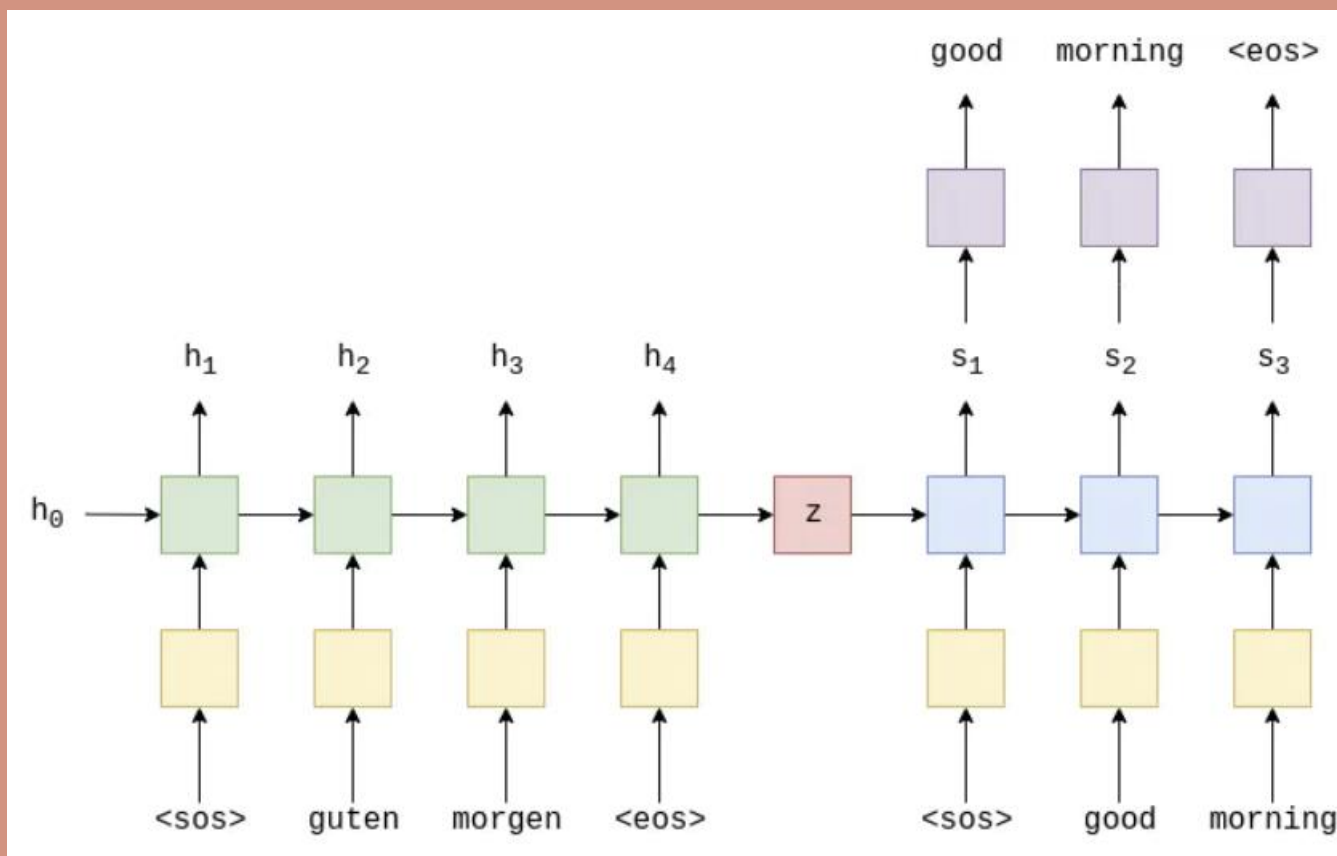 good morning <eos>
h₁ h₂ h₃ h₄ s₁ s₂ s₃
h₀ z
<sos> guten morgen <eos> <sos> good morning